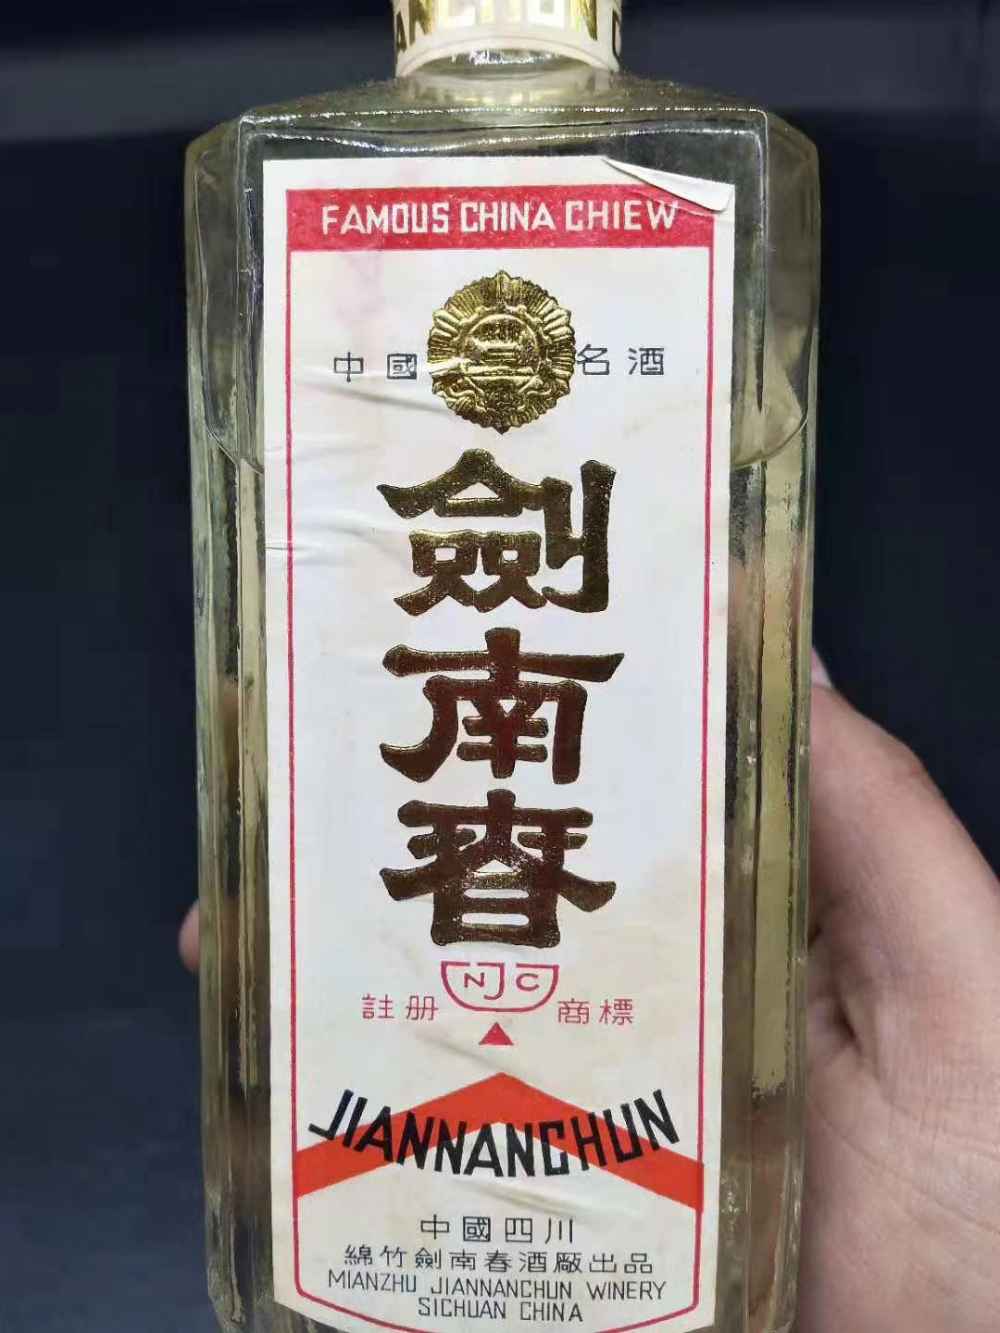 FAMOUS CHINA CHIEW
中國 名酒
劍南春
NJC
註册 商標
JIANNANCHUN
中國四川
綿竹劍南春酒廠出品
MIANZHU JIANNANCHUN WINERY
SICHUAN CHINA